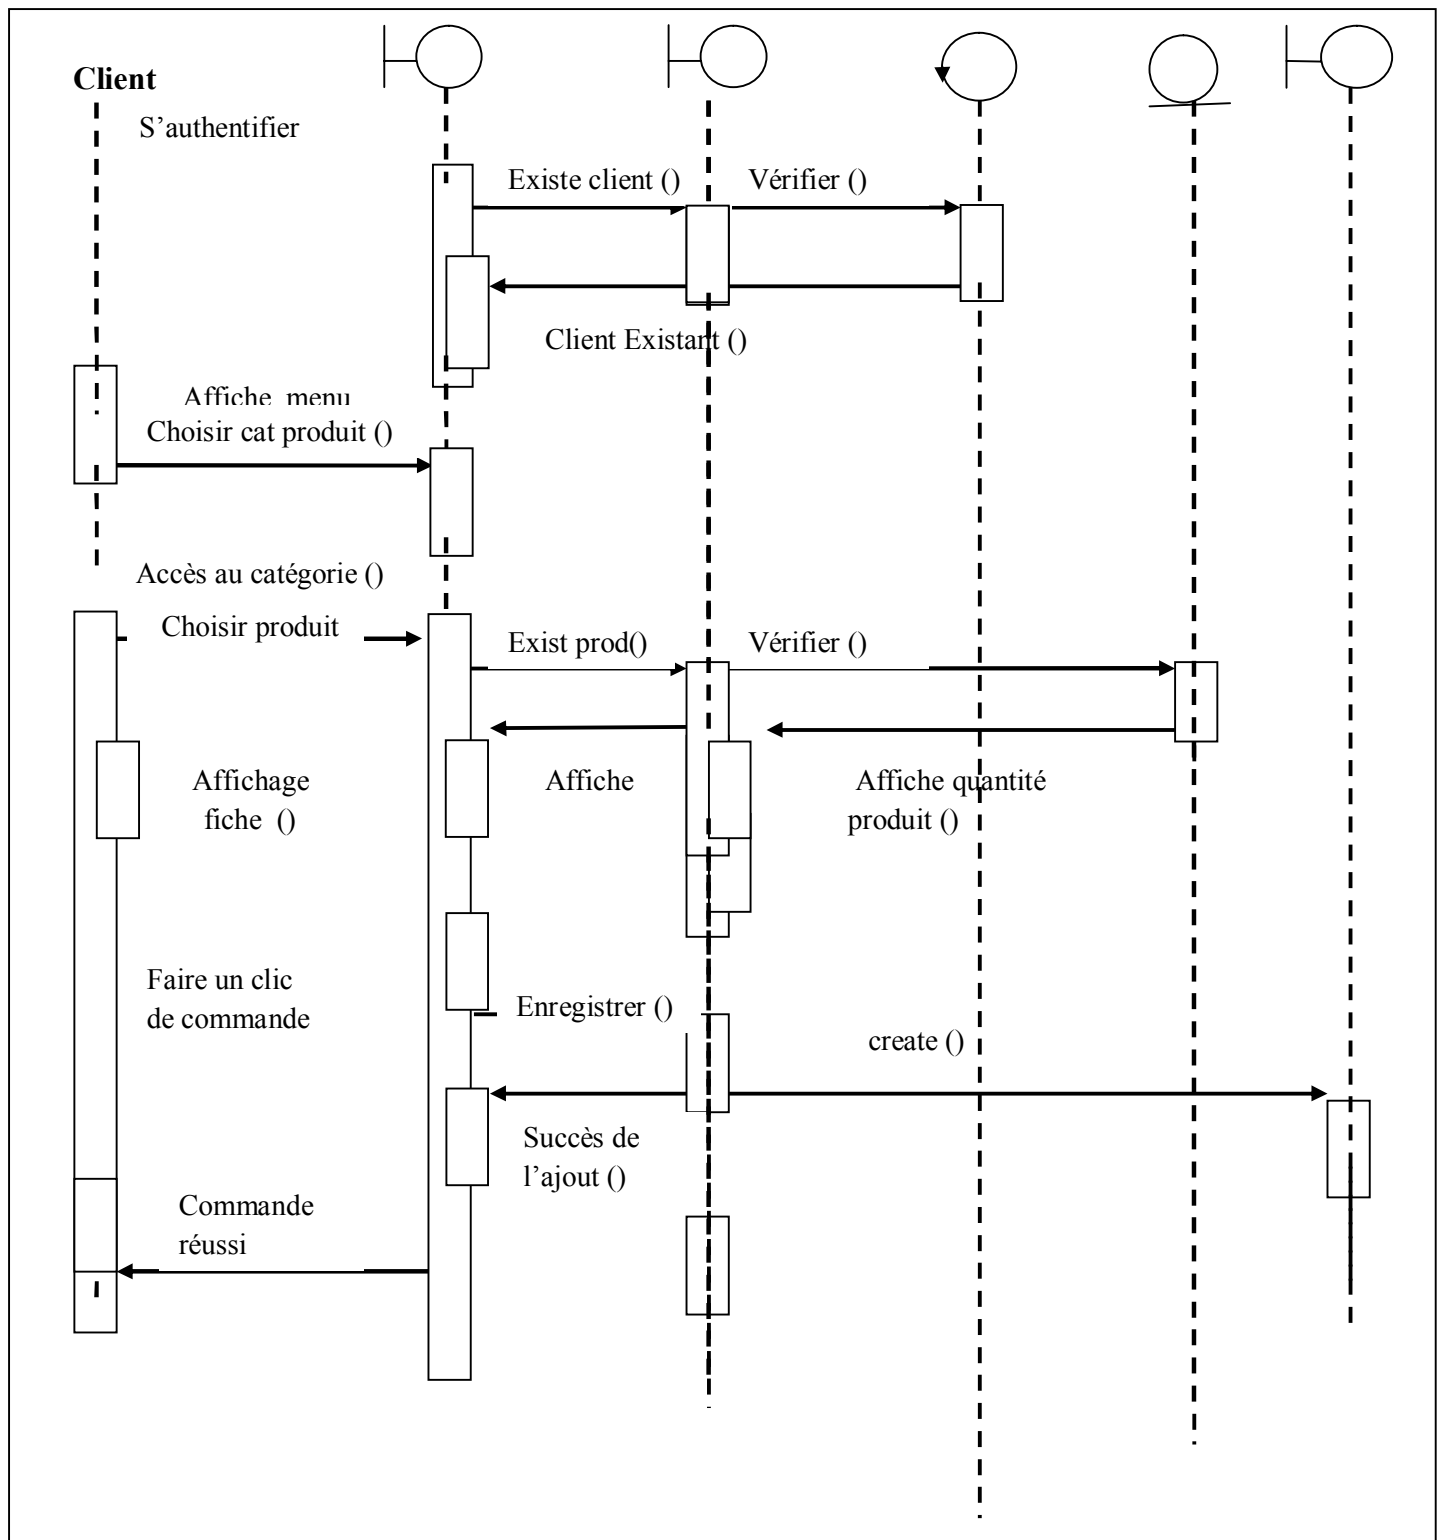 Client
S’authentifier
Existe client ()
Vérifier ()
Client Existant ()
Affiche menu
Choisir cat produit ()
Accès au catégorie ()
Choisir produit
Exist prod()
Vérifier ()
Affichage
fiche ()
Affiche
Affiche quantité
produit ()
Faire un clic
de commande
Enregistrer ()
create ()
Succès de
l’ajout ()
Commande
réussi